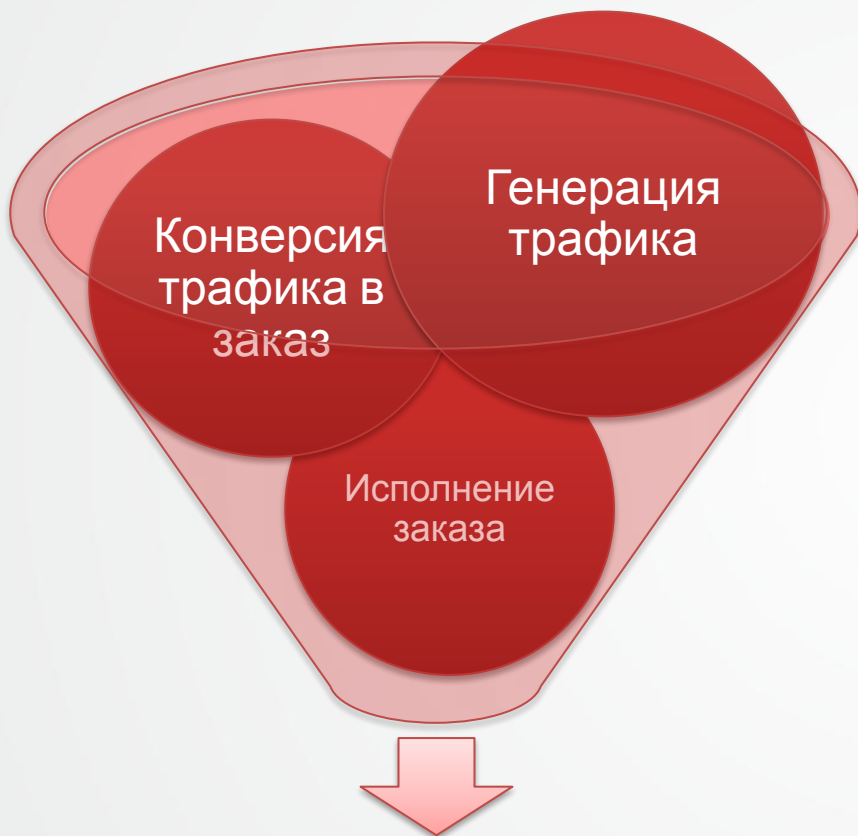 Генерация
трафика
Конверсия
трафика в
заказ
Исполнение
заказа